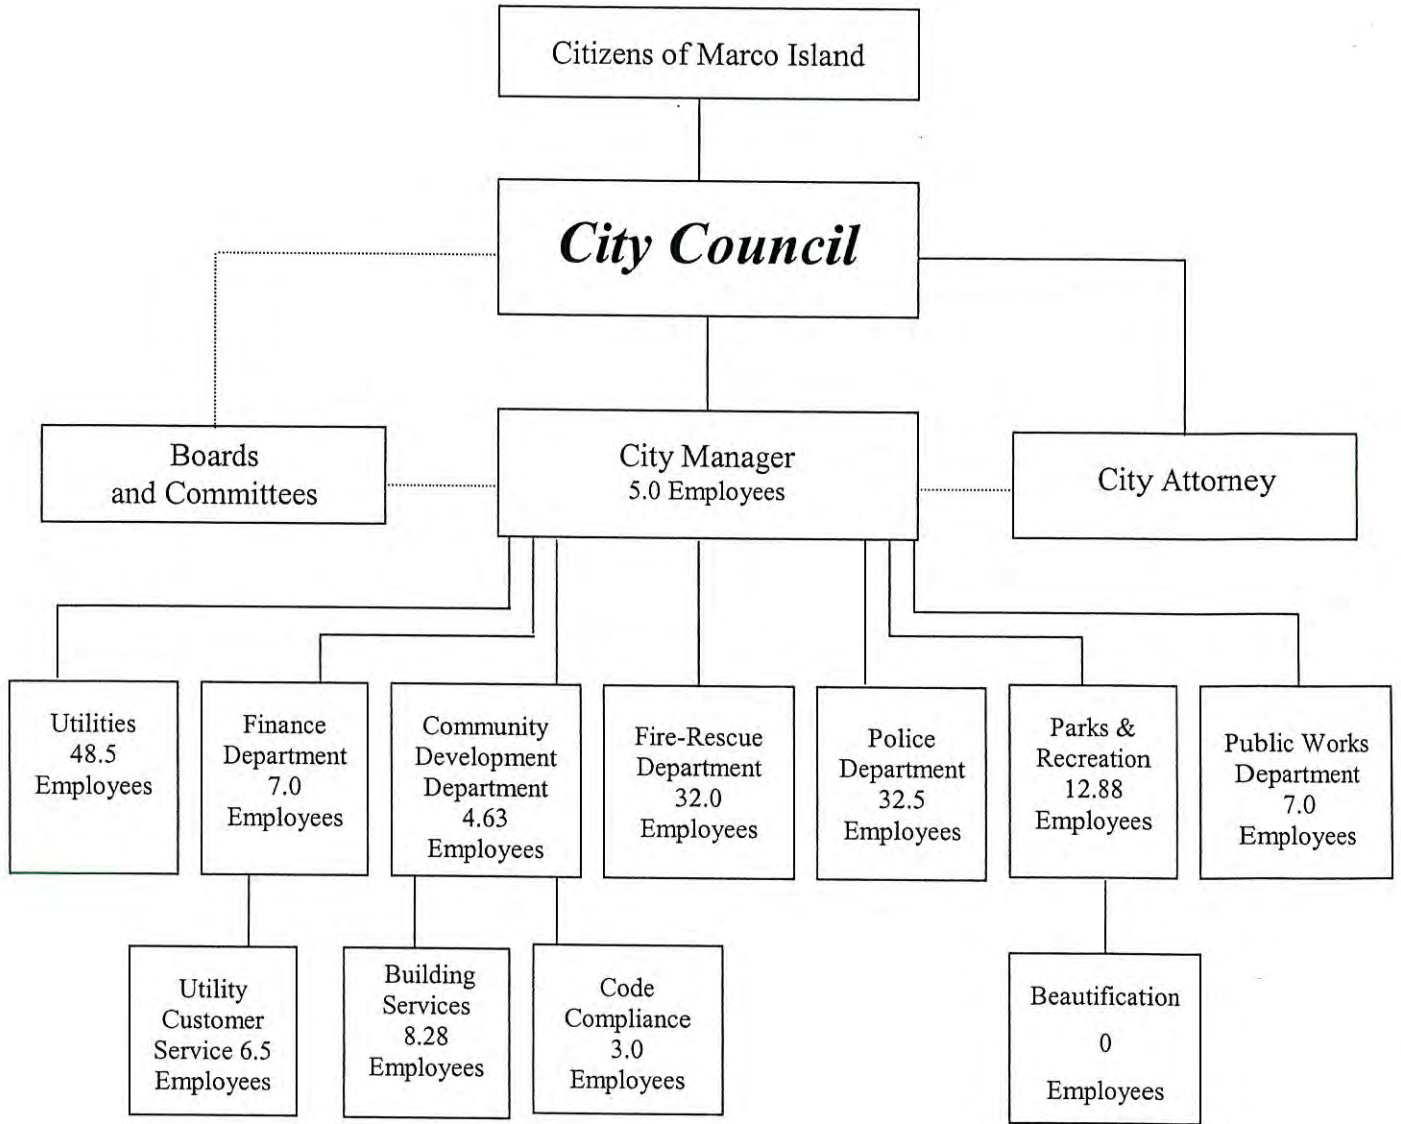 Citizens of Marco Island
City Council
Boards
and Committees
City Manager
5.0 Employees
City Attorney
Utilities
48.5
Employees
Finance
Department
7.0
Employees
Community
Development
Department
4.63
Employees
Fire-Rescue
Department
32.0
Employees
Police
Department
32.5
Employees
Parks &
Recreation
12.88
Employees
Public Works
Department
7.0
Employees
Utility
Customer
Service 6.5
Employees
Building
Services
8.28
Employees
Code
Compliance
3.0
Employees
Beautification
0
Employees